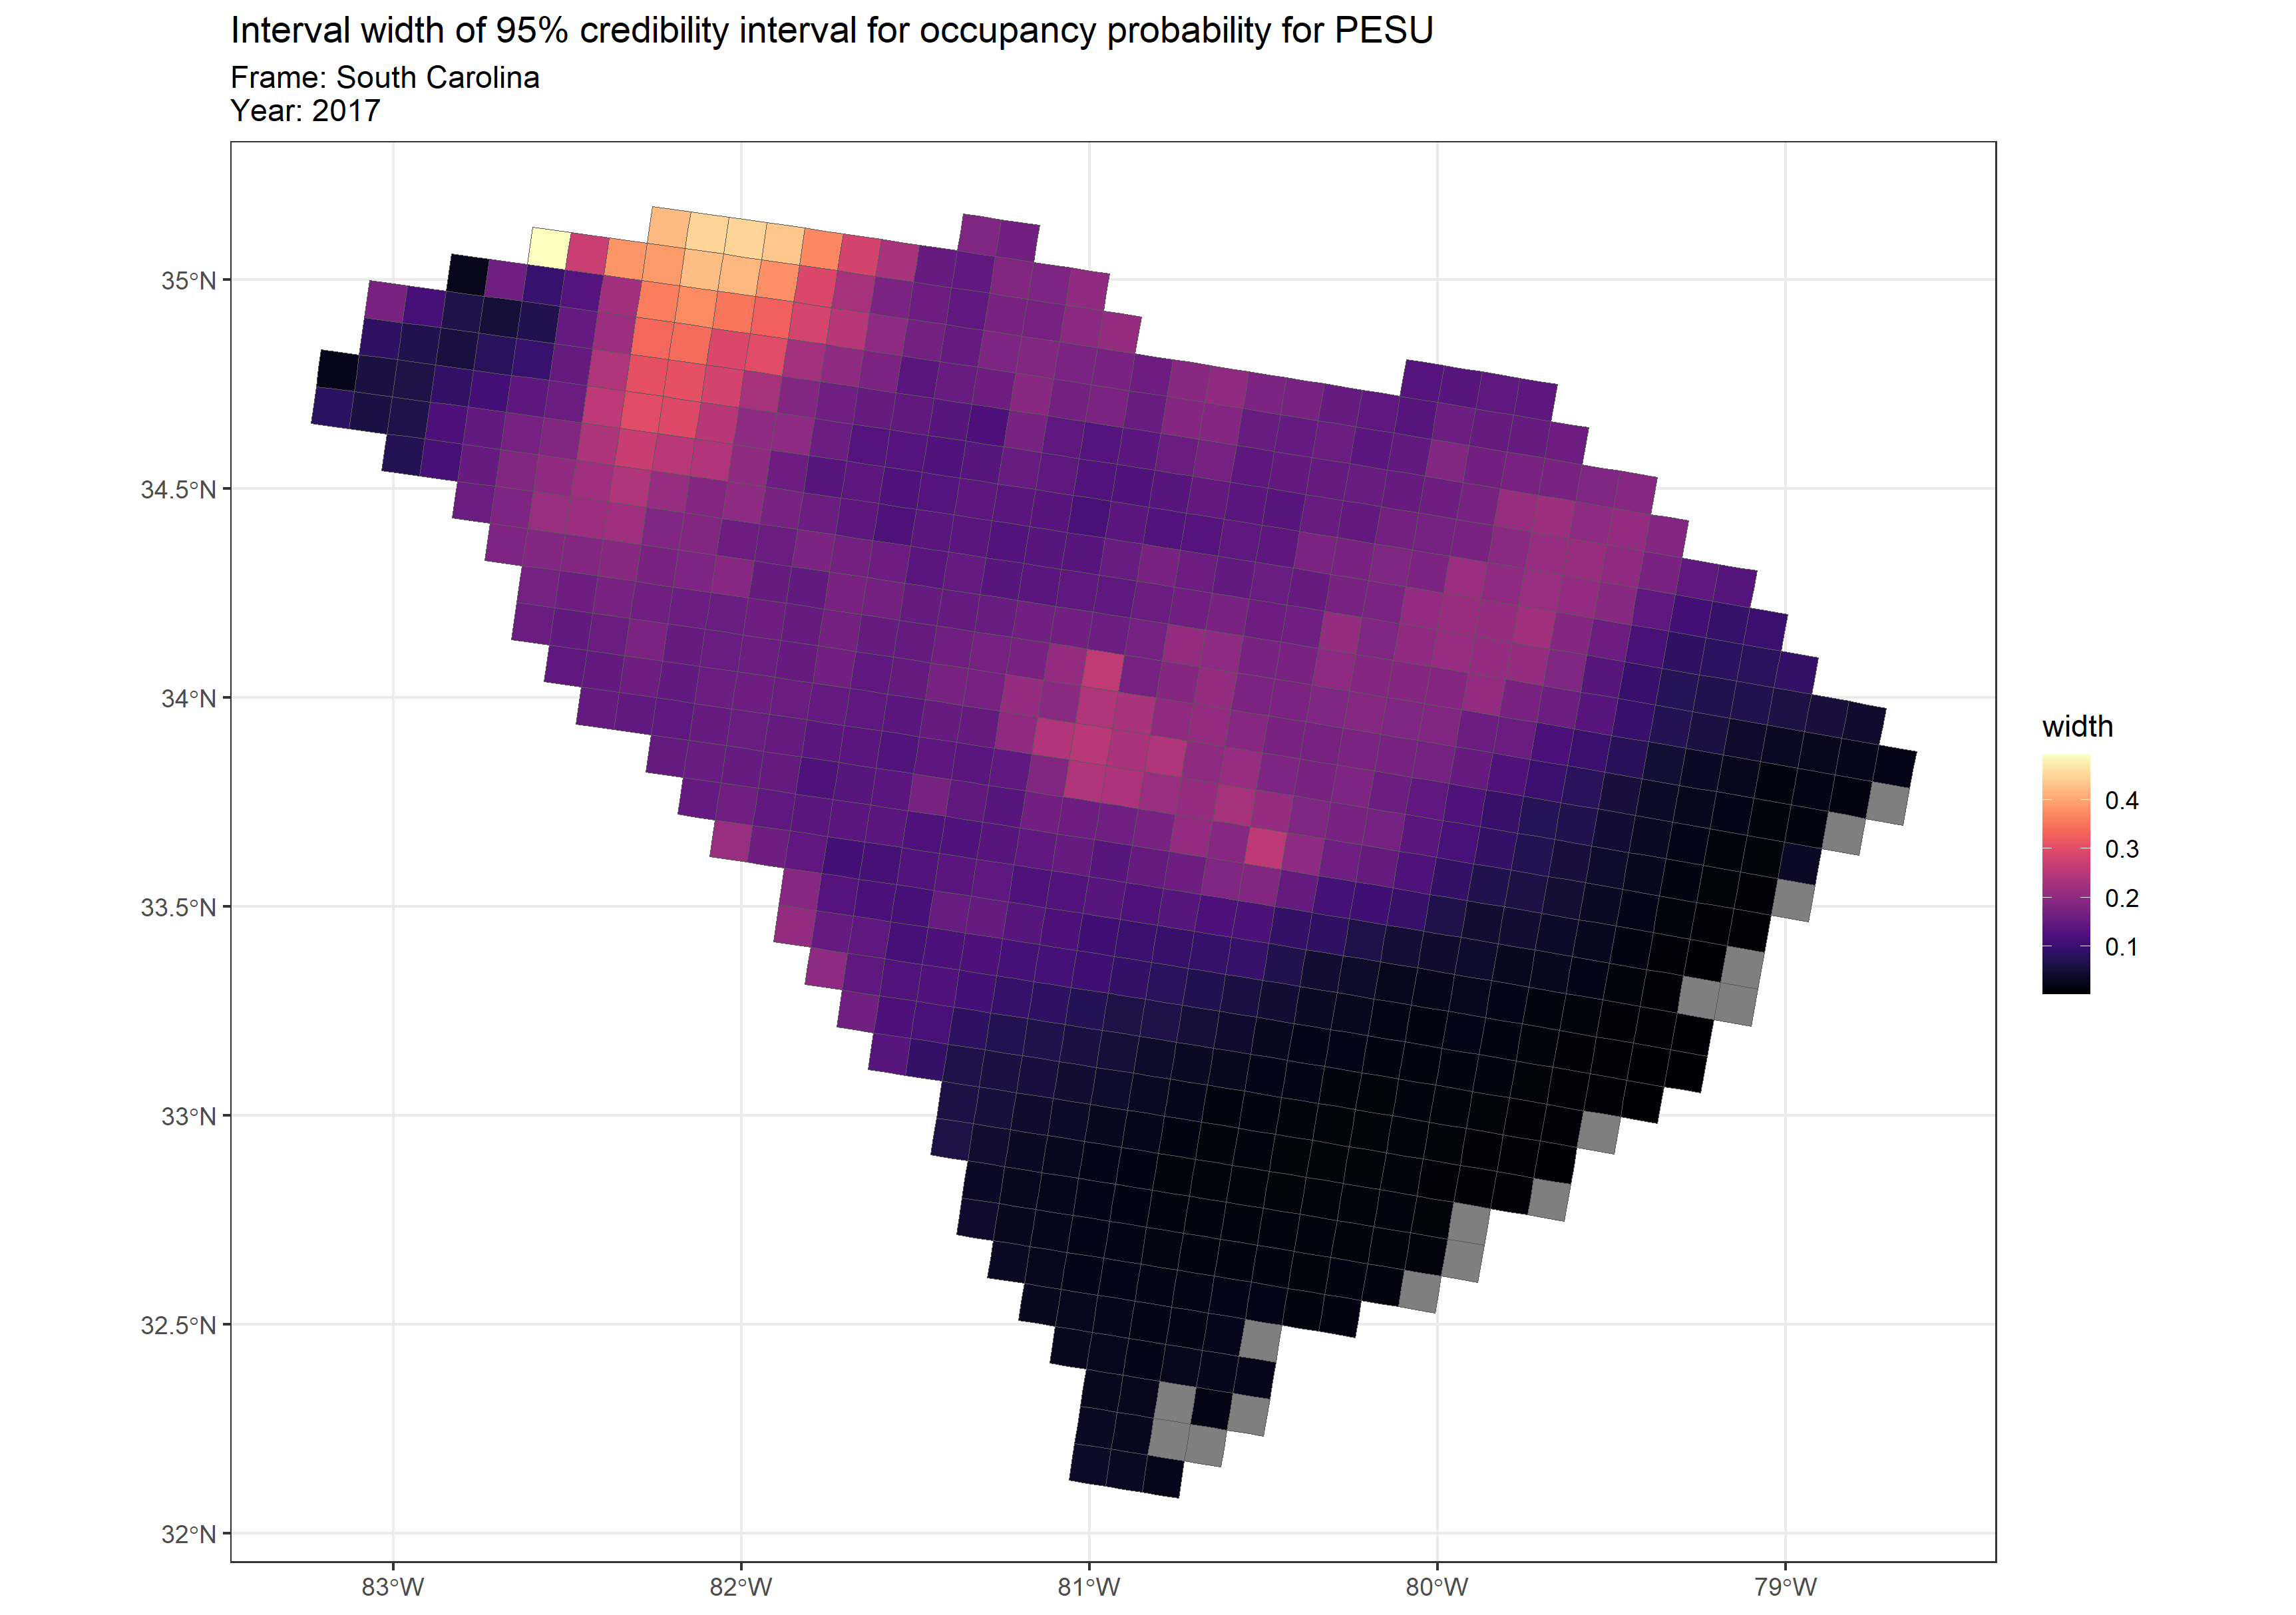 Interval width of 95% credibility interval for occupancy probability for PESU
Frame: South Carolina
Year: 2017
35°N
34.5°N
34°N
33.5°N
33°N
32.5°N
32°N
83°W
82°W
81°W
80°W
79°W
width
0.4
0.3
0.2
0.1